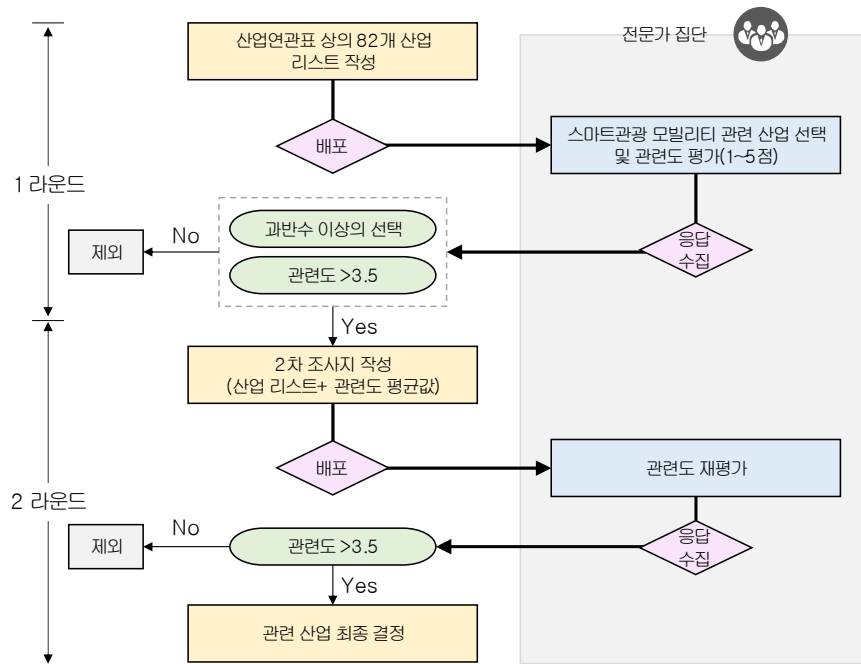 전문가 집단
산업연관표 상의 82개 산업
리스트 작성
배포
스마트관광 모빌리티 관련 산업 선택
및 관련도 평가(1~5점)
1 라운드
응답
수집
과반수 이상의 선택
관련도 >3.5
No
제외
Yes
2차 조사지 작성
(산업 리스트+ 관련도 평균값)
배포
관련도 재평가
2 라운드
응답
수집
관련도 >3.5
No
제외
Yes
관련 산업 최종 결정